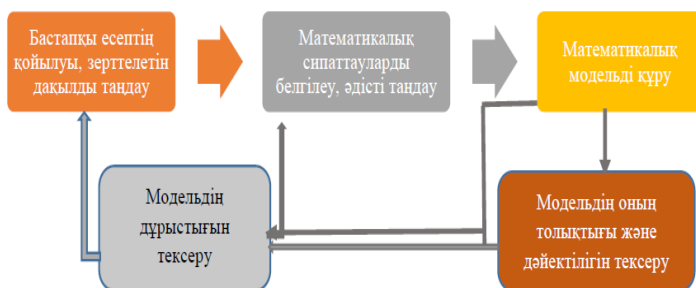 Бастапқы есептің
қойылуы, зерттелетін
дақылды таңдау
Математикалық
сипаттауларды
белгілеу, әдісті таңдау
Математикалық
модельді құру
Модельдің
дұрыстығын
тексеру
Модельдің оның
толықтығы және
дәйектілігін тексеру